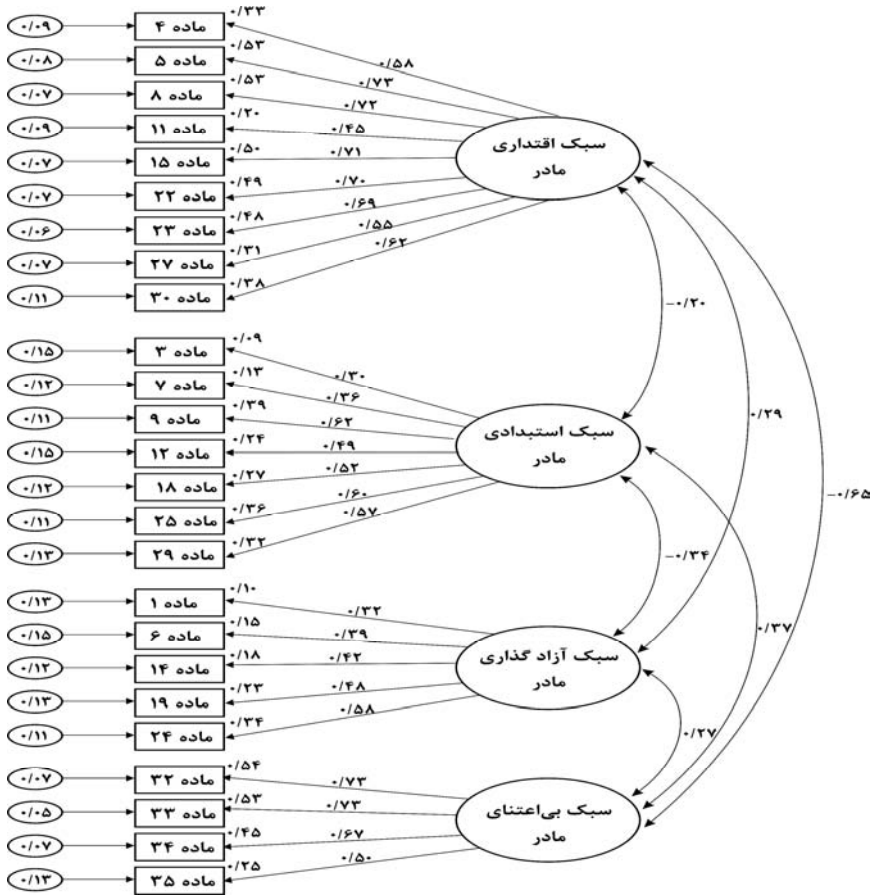 ۰/۰۹ ماده ۴ ۰/۳۳ ۰/۵۸
۰/۰۸ ماده ۵ ۰/۵۳ ۰/۷۳
۰/۰۷ ماده ۸ ۰/۵۳ ۰/۷۲
۰/۰۹ ماده ۱۱ ۰/۲۰ ۰/۴۵
۰/۰۷ ماده ۱۵ ۰/۵۰ ۰/۷۱
۰/۰۷ ماده ۲۲ ۰/۴۹ ۰/۷۰
۰/۰۶ ماده ۲۳ ۰/۴۸ ۰/۶۹
۰/۰۷ ماده ۲۷ ۰/۳۱ ۰/۵۵
۰/۱۱ ماده ۳۰ ۰/۳۸ ۰/۶۲
سبک اقتداری
مادر
−۰/۲۰
۰/۲۹
−۰/۶۵
۰/۱۵ ماده ۳ ۰/۰۹ ۰/۳۰
۰/۱۲ ماده ۷ ۰/۱۳ ۰/۳۶
۰/۱۱ ماده ۹ ۰/۳۹ ۰/۶۲
۰/۱۵ ماده ۱۲ ۰/۲۴ ۰/۴۹
۰/۱۲ ماده ۱۸ ۰/۲۷ ۰/۵۲
۰/۱۱ ماده ۲۵ ۰/۳۶ ۰/۶۰
۰/۱۳ ماده ۲۹ ۰/۳۲ ۰/۵۷
سبک استبدادی
مادر
−۰/۳۴
۰/۳۷
۰/۱۳ ماده ۱ ۰/۱۰ ۰/۳۲
۰/۱۵ ماده ۶ ۰/۱۵ ۰/۳۹
۰/۱۲ ماده ۱۴ ۰/۱۸ ۰/۴۲
۰/۱۳ ماده ۱۹ ۰/۲۳ ۰/۴۸
۰/۱۱ ماده ۲۴ ۰/۳۴ ۰/۵۸
سبک آزاد گذاری
مادر
۰/۲۷
۰/۰۷ ماده ۳۲ ۰/۵۴ ۰/۷۳
۰/۰۵ ماده ۳۳ ۰/۵۳ ۰/۷۳
۰/۰۷ ماده ۳۴ ۰/۴۵ ۰/۶۷
۰/۱۳ ماده ۳۵ ۰/۲۵ ۰/۵۰
سبک بی‌اعتنای
مادر